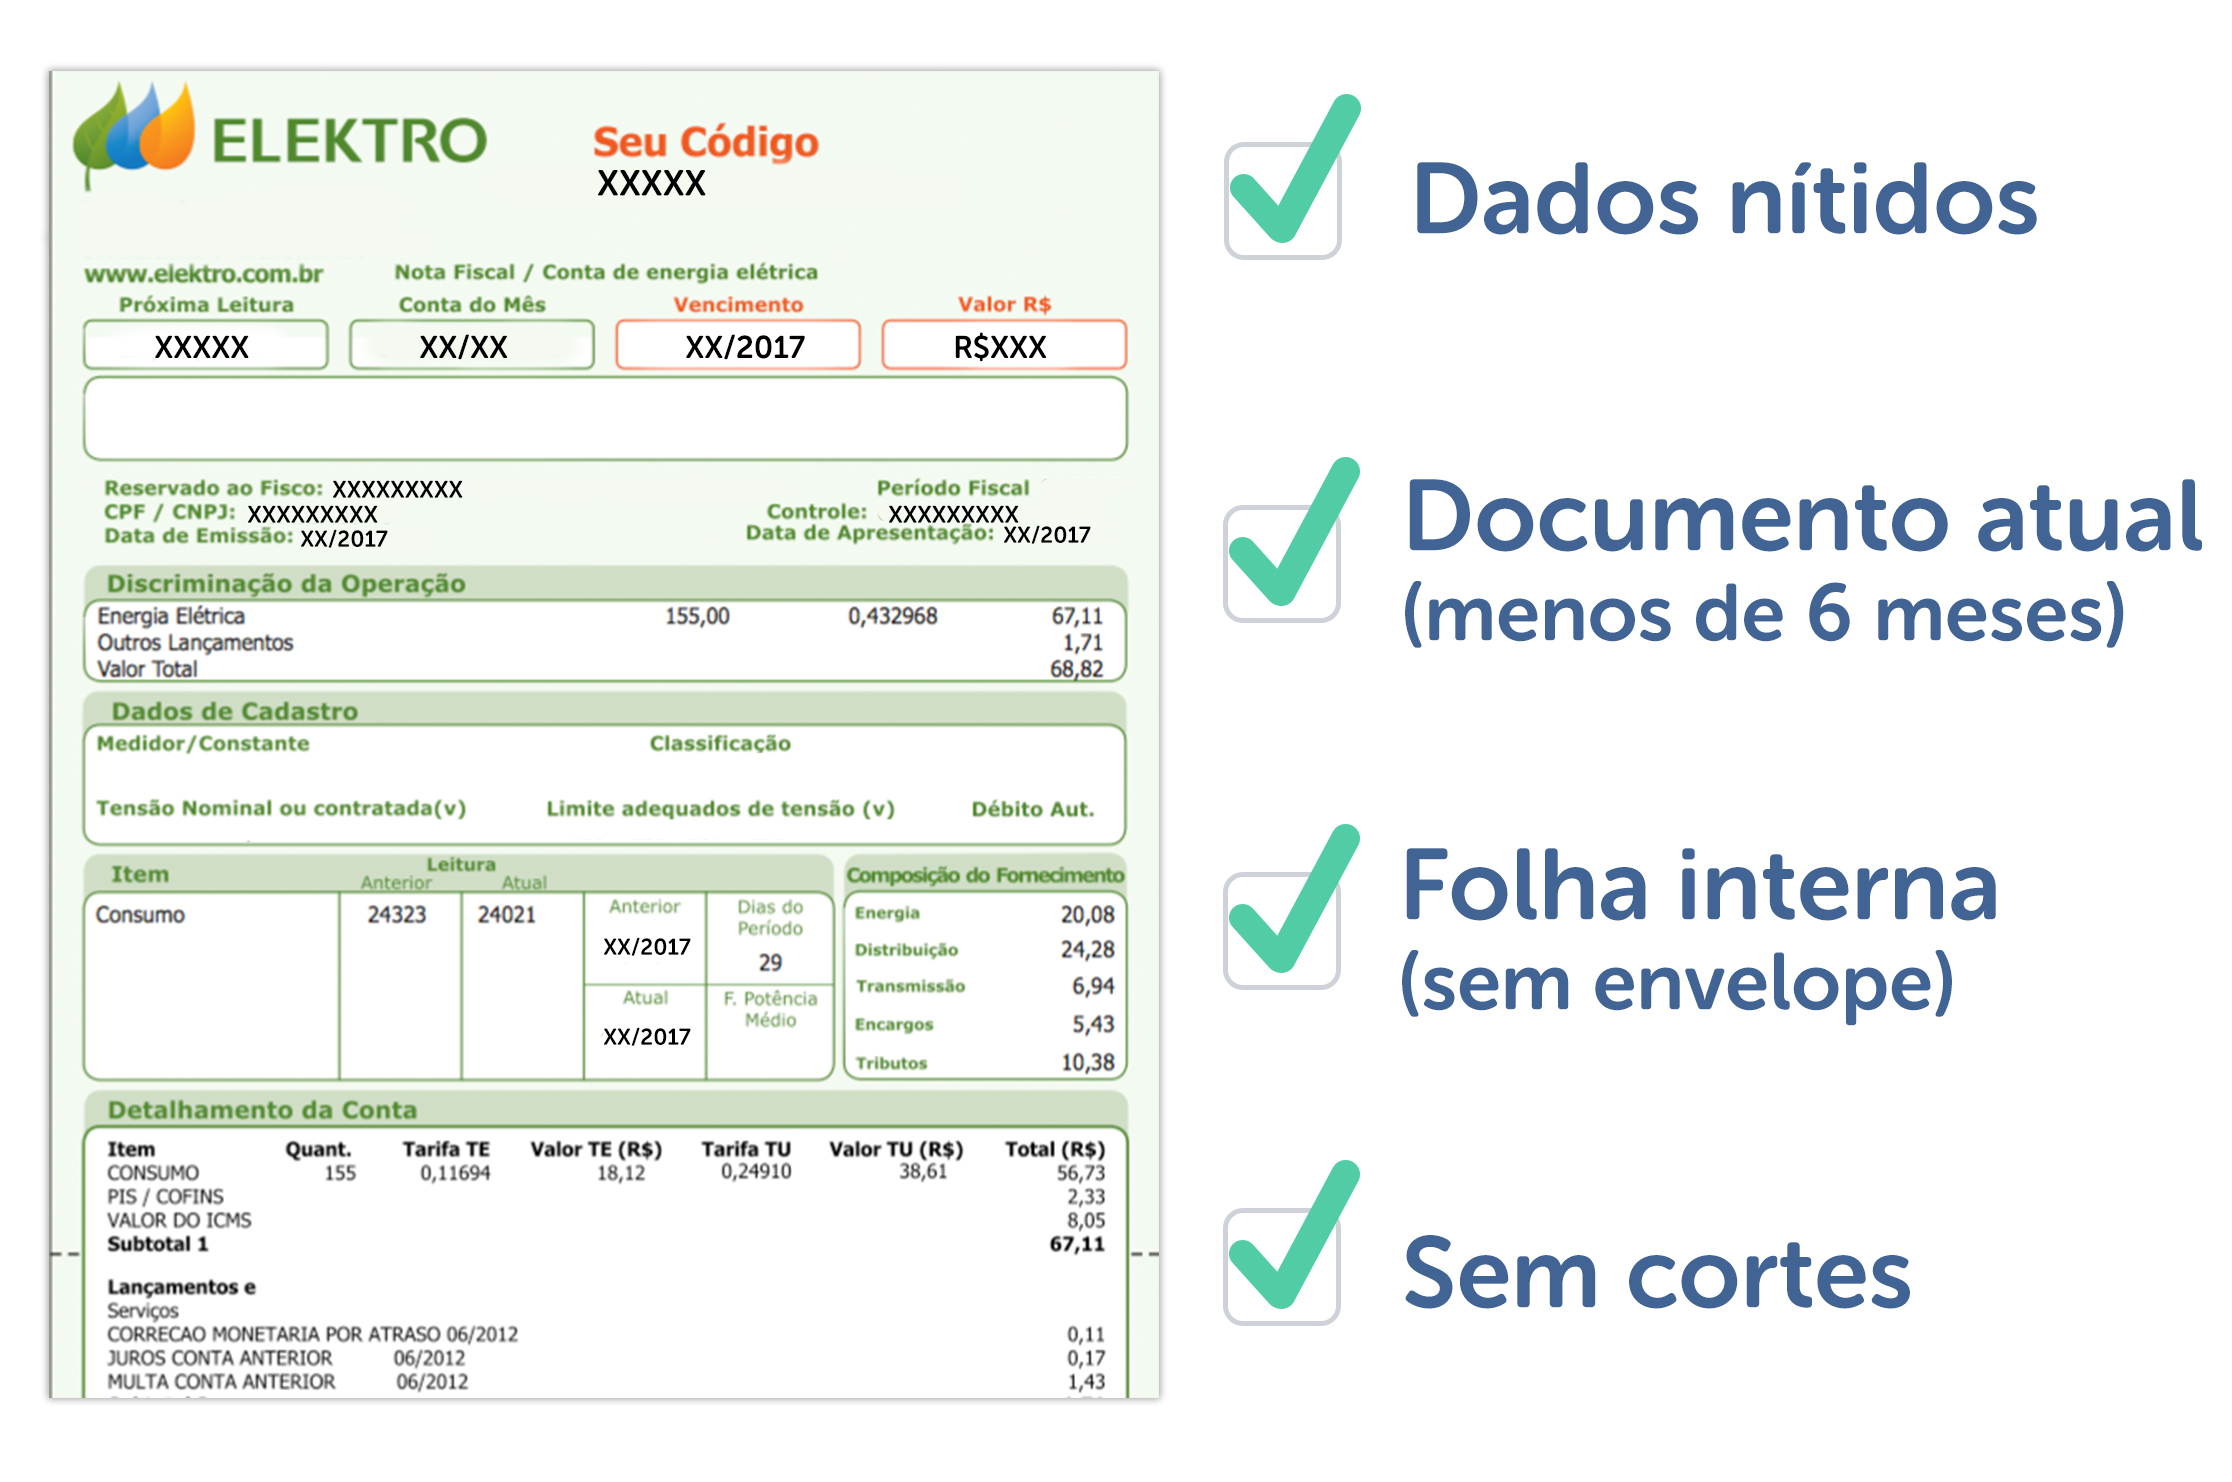 ELEKTRO
Seu Código
XXXXX
www.elektro.com.br
Nota Fiscal / Conta de energia elétrica
Próxima Leitura Conta do Mês Vencimento Valor R$
XXXXX XX/XX XX/2017 R$XXX
Reservado ao Fisco: XXXXXXXXX
CPF / CNPJ: XXXXXXXXX
Data de Emissão: XX/2017
Período Fiscal
Controle: XXXXXXXXX
Data de Apresentação: XX/2017
Discriminação da Operação
Energia Elétrica 155,00 0,432968 67,11
Outros Lançamentos 1,71
Valor Total 68,82
Dados de Cadastro
Medidor/Constante Classificação
Tensão Nominal ou contratada(v) Limite adequados de tensão (v) Débito Aut.
Item Leitura
Anterior Atual
Consumo 24323 24021
Anterior
XX/2017
Dias do
Período
29
Atual
XX/2017
F. Potência
Médio
Composição do Fornecimento
Energia 20,08
Distribuição 24,28
Transmissão 6,94
Encargos 5,43
Tributos 10,38
Detalhamento da Conta
Item Quant. Tarifa TE Valor TE (R$) Tarifa TU Valor TU (R$) Total (R$)
CONSUMO 155 0,11694 18,12 0,24910 38,61 56,73
PIS / COFINS 2,33
VALOR DO ICMS 8,05
Subtotal 1 67,11
Lançamentos e
Serviços
CORRECAO MONETARIA POR ATRASO 06/2012 0,11
JUROS CONTA ANTERIOR 06/2012 0,17
MULTA CONTA ANTERIOR 06/2012 1,43
Dados nítidos
Documento atual
(menos de 6 meses)
Folha interna
(sem envelope)
Sem cortes